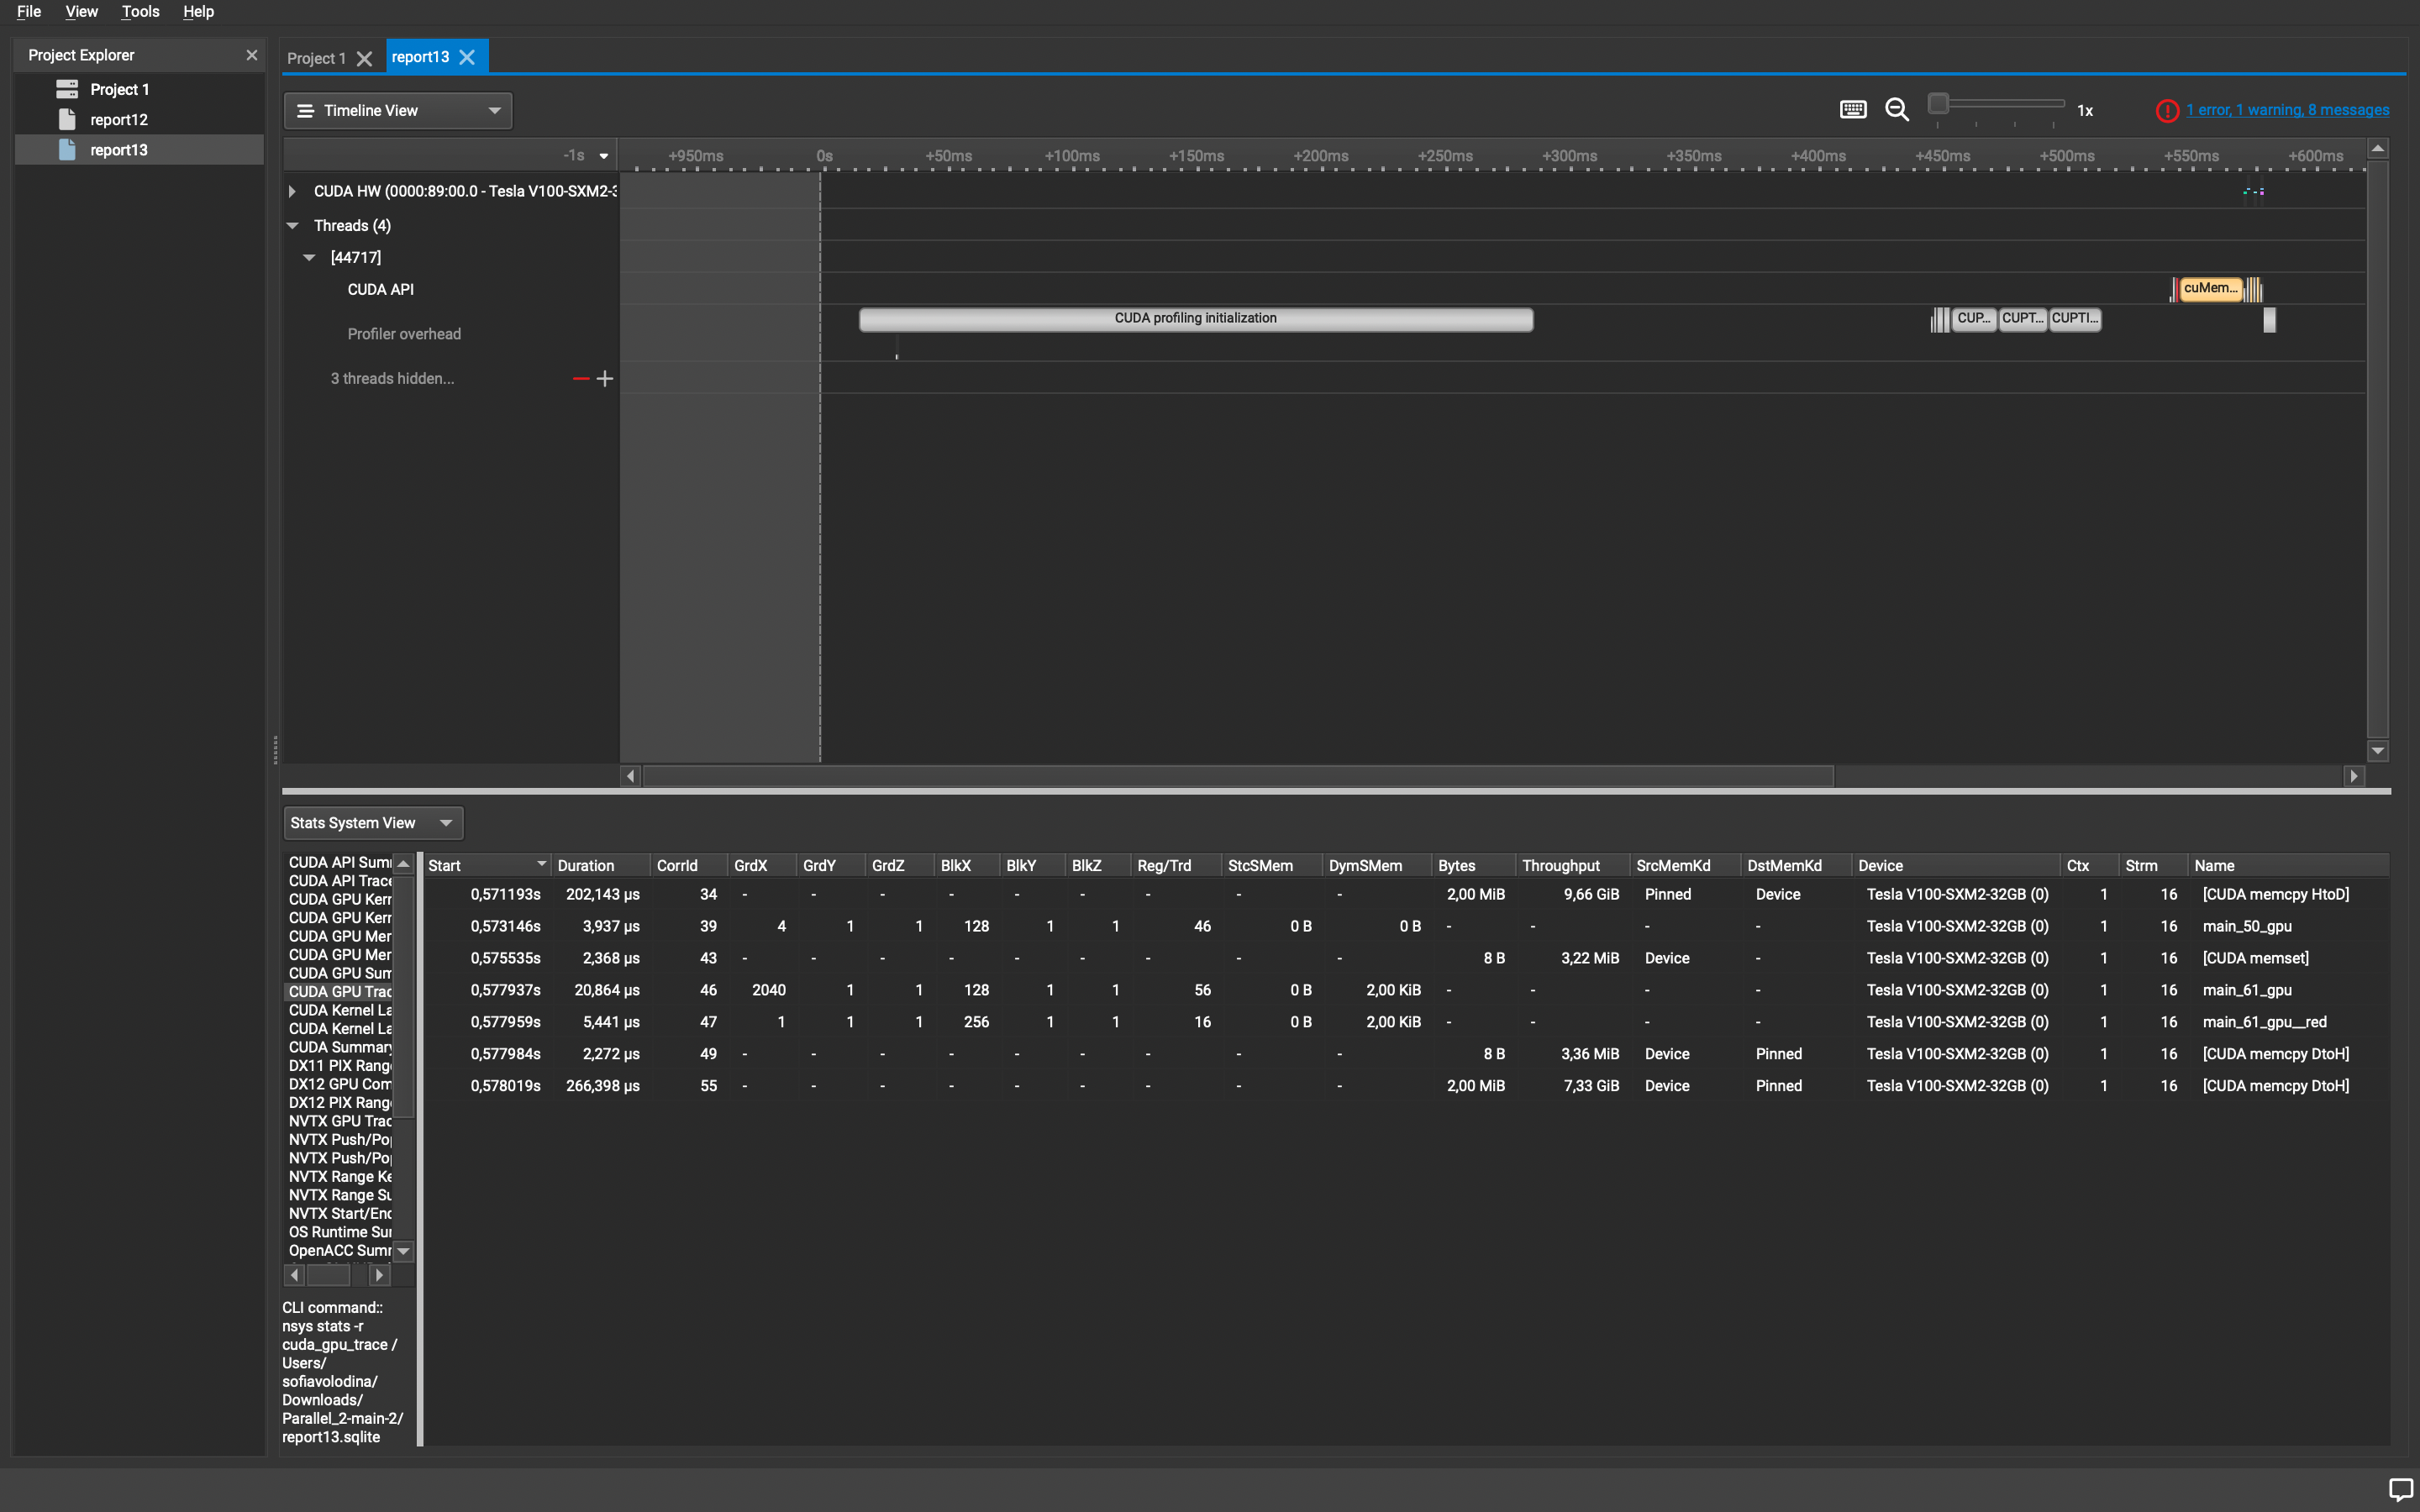 File View Tools Help
Project Explorer
Project 1
report12
report13
Project 1 report13
Timeline View
1x
1 error, 1 warning, 8 messages
-1s +950ms 0s +50ms +100ms +150ms +200ms +250ms +300ms +350ms +400ms +450ms +500ms +550ms +600ms
CUDA HW (0000:89:00.0 - Tesla V100-SXM2-3
Threads (4)
[44717]
CUDA API
cuMem...
Profiler overhead
CUDA profiling initialization
CUP... CUPT... CUPTI...
3 threads hidden...
Stats System View
CUDA API Sum
CUDA API Trace
CUDA GPU Kern
CUDA GPU Kern
CUDA GPU Mem
CUDA GPU Mem
CUDA GPU Sum
CUDA GPU Trac
CUDA Kernel La
CUDA Kernel La
CUDA Summary
DX11 PIX Rang
DX12 GPU Com
DX12 PIX Rang
NVTX GPU Trac
NVTX Push/Po
NVTX Push/Po
NVTX Range Ke
NVTX Range Su
NVTX Start/End
OS Runtime Sum
OpenACC Summ
CLI command::
nsys stats -r
cuda_gpu_trace /
Users/
sofiavolodina/
Downloads/
Parallel_2-main-2/
report13.sqlite
Start Duration CorrId GrdX GrdY GrdZ BlkX BlkY BlkZ Reg/Trd StcSMem DymSMem Bytes Throughput SrcMemKd DstMemKd Device Ctx Strm Name
0,571193s 202,143 μs 34 - - - - - - - - - 2,00 MiB 9,66 GiB Pinned Device Tesla V100-SXM2-32GB (0) 1 16 [CUDA memcpy HtoD]
0,573146s 3,937 μs 39 4 1 1 128 1 1 46 0 B 0 B - - - - Tesla V100-SXM2-32GB (0) 1 16 main_50_gpu
0,575535s 2,368 μs 43 - - - - - - - - - 8 B 3,22 MiB Device - Tesla V100-SXM2-32GB (0) 1 16 [CUDA memset]
0,577937s 20,864 μs 46 2040 1 1 128 1 1 56 0 B 2,00 KiB - - - - Tesla V100-SXM2-32GB (0) 1 16 main_61_gpu
0,577959s 5,441 μs 47 1 1 1 256 1 1 16 0 B 2,00 KiB - - - - Tesla V100-SXM2-32GB (0) 1 16 main_61_gpu__red
0,577984s 2,272 μs 49 - - - - - - - - - 8 B 3,36 MiB Device Pinned Tesla V100-SXM2-32GB (0) 1 16 [CUDA memcpy DtoH]
0,578019s 266,398 μs 55 - - - - - - - - - 2,00 MiB 7,33 GiB Device Pinned Tesla V100-SXM2-32GB (0) 1 16 [CUDA memcpy DtoH]